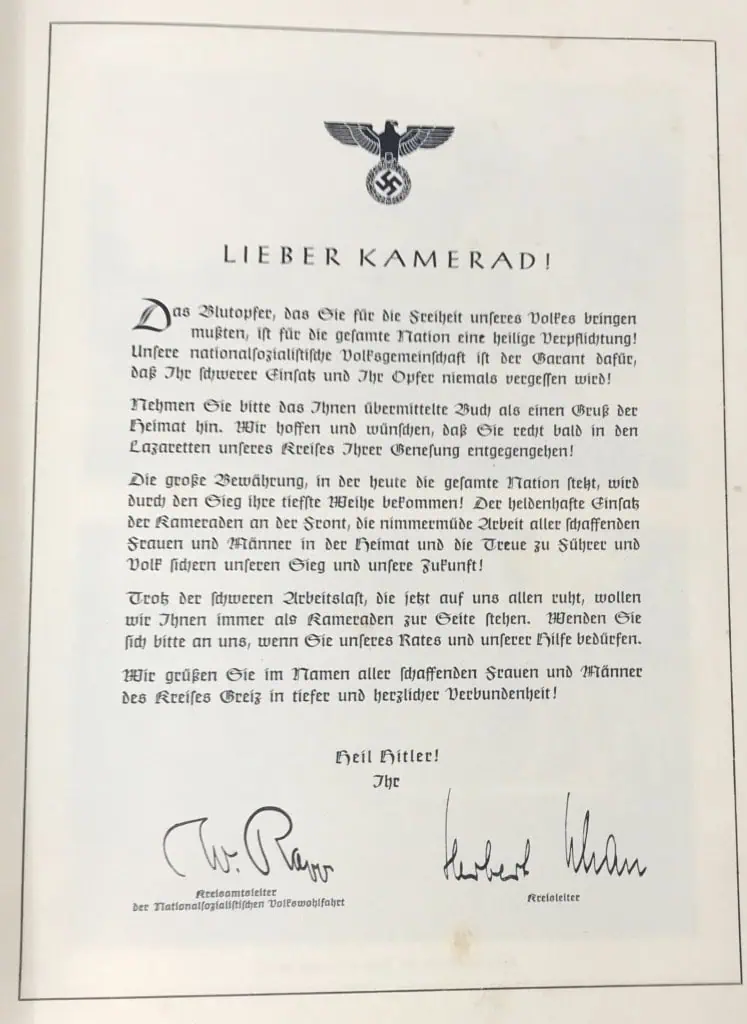 LIEBER KAMERAD!
Das Blutopfer, das Sie für die Freiheit unseres Volkes bringen
mußten, ist für die gesamte Nation eine heilige Verpflichtung!
Unsere nationalsozialistische Volksgemeinschaft ist der Garant dafür,
daß Ihr schwerer Einsatz und Ihr Opfer niemals vergessen wird!
Nehmen Sie bitte das Ihnen übermittelte Buch als einen Gruß der
Heimat hin. Wir hoffen und wünschen, daß Sie recht bald in den
Lazaretten unseres Kreises Ihrer Genesung entgegengehen!
Die große Bewährung, in der heute die gesamte Nation steht, wird
durch den Sieg ihre tiefste Weihe bekommen! Der heldenhafte Einsatz
der Kameraden an der Front, die nimmermüde Arbeit aller schaffenden
Frauen und Männer in der Heimat und die Treue zu Führer und
Volk sichern unseren Sieg und unsere Zukunft!
Trotz der schweren Arbeitslast, die jetzt auf uns allen ruht, wollen
wir Ihnen immer als Kameraden zur Seite stehen. Wenden Sie
sich bitte an uns, wenn Sie unseres Rates und unserer Hilfe bedürfen.
Wir grüßen Sie im Namen aller schaffenden Frauen und Männer
des Kreises Greiz in tiefer und herzlicher Verbundenheit!
Heil Hitler!
Ihr
W.
Kreisamtsleiter
der Nationalsozialistischen Volkswohlfahrt
Herbert
Kreisleiter